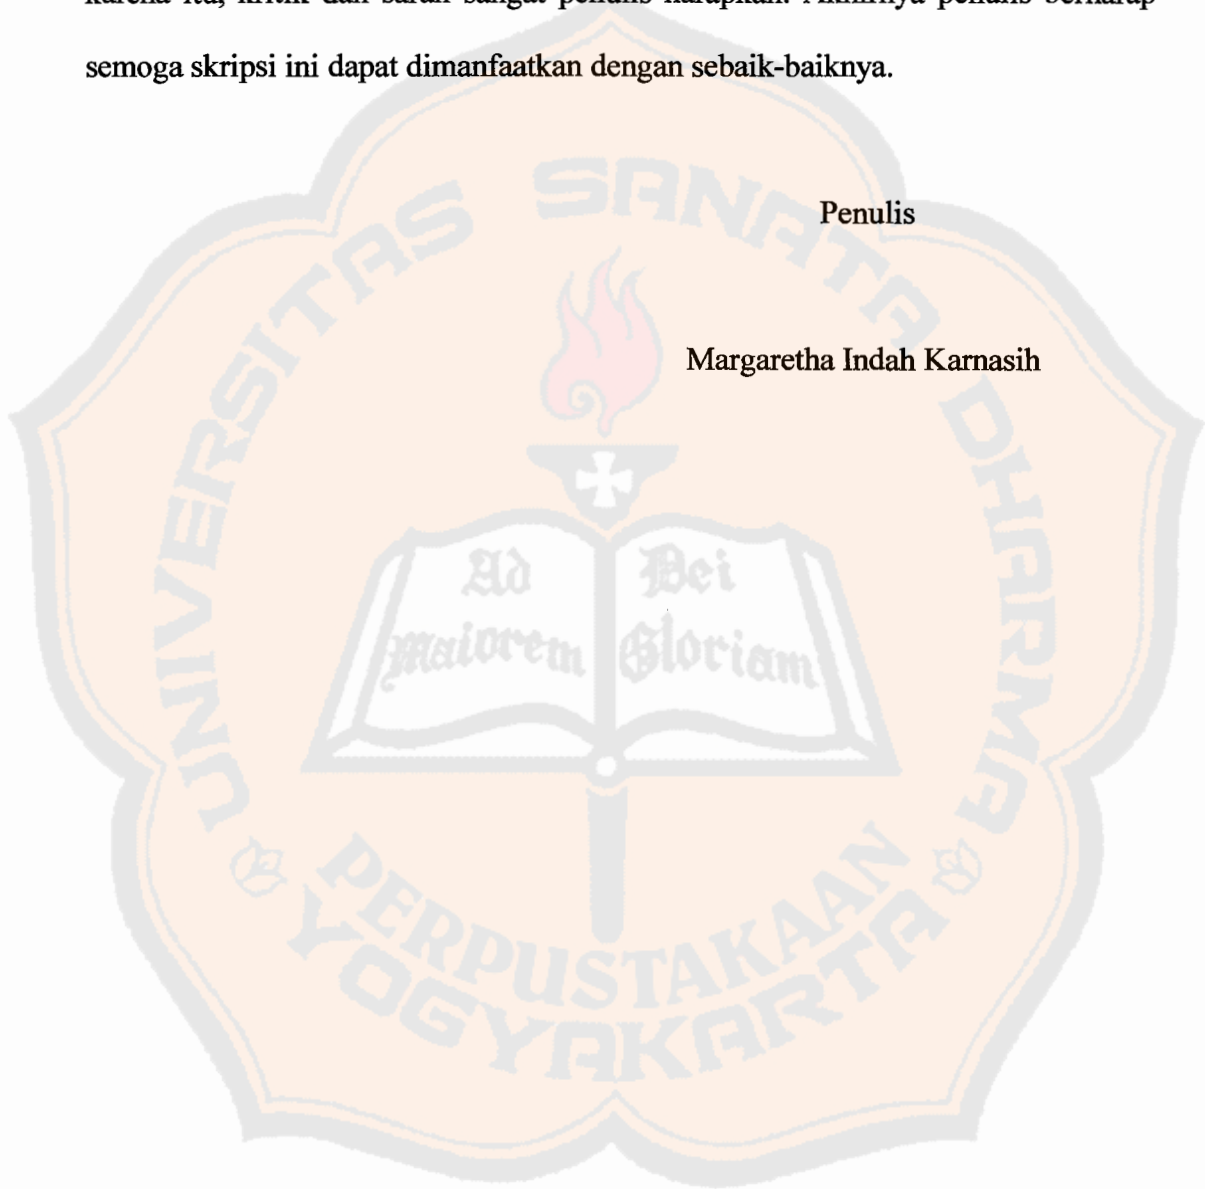 karena itu, kritik dan saran sangat penulis harapkan. Akhirnya penulis berharap
semoga skripsi ini dapat dimanfaatkan dengan sebaik-baiknya.
Penulis
Margaretha Indah Karnasih
UNIVERSITAS SANATA DHARMA
Ad Dei
maiorem Gloriam
PERPUSTAKAAN
YOGYAKARTA